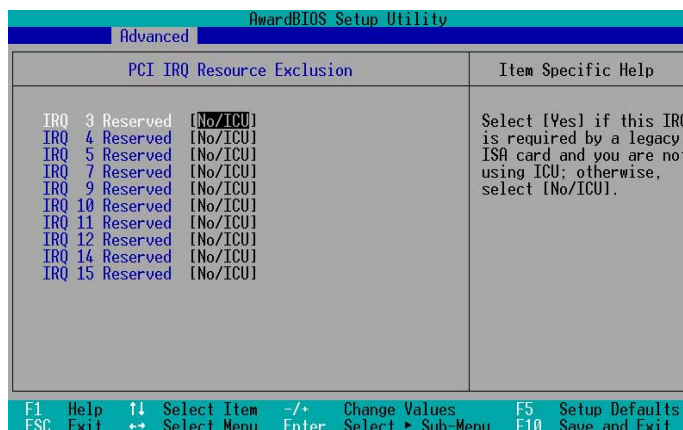 AwardBIOS Setup Utility
Advanced
PCI IRQ Resource Exclusion
Item Specific Help
IRQ 3 Reserved [No/ICU]
IRQ 4 Reserved [No/ICU]
IRQ 5 Reserved [No/ICU]
IRQ 7 Reserved [No/ICU]
IRQ 9 Reserved [No/ICU]
IRQ 10 Reserved [No/ICU]
IRQ 11 Reserved [No/ICU]
IRQ 12 Reserved [No/ICU]
IRQ 14 Reserved [No/ICU]
IRQ 15 Reserved [No/ICU]
Select [Yes] if this IRQ
is required by a legacy
ISA card and you are not
using ICU; otherwise,
select [No/ICU].
F1 Help ↑↓ Select Item -/+ Change Values F5 Setup Defaults
ESC Exit ↔ Select Menu Enter Select ► Sub-Menu F10 Save and Exit